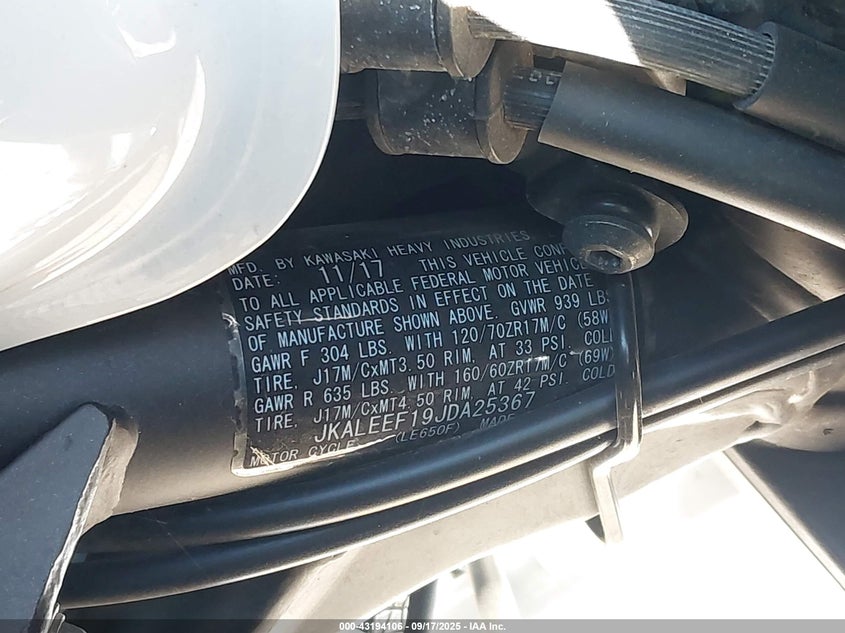 MFD. BY KAWASAKI HEAVY INDUSTRIES
DATE: 11/17 THIS VEHICLE CONF
TO ALL APPLICABLE FEDERAL MOTOR VEHICLE
SAFETY STANDARDS IN EFFECT ON THE DATE
OF MANUFACTURE SHOWN ABOVE. GVWR 939 LBS
GAWR F 304 LBS. WITH 120/70ZR17M/C (58W
TIRE, J17M/CxMT3.50 RIM, AT 33 PSI. COLD
GAWR R 635 LBS. WITH 160/60ZR17M/C (69W
TIRE, J17M/CxMT4.50 RIM, AT 42 PSI. COLD
JKALEEF19JDA25367
MOTOR CYCLE (LE650F) MADE
000-43194106 - 09/17/2025 - IAA Inc.